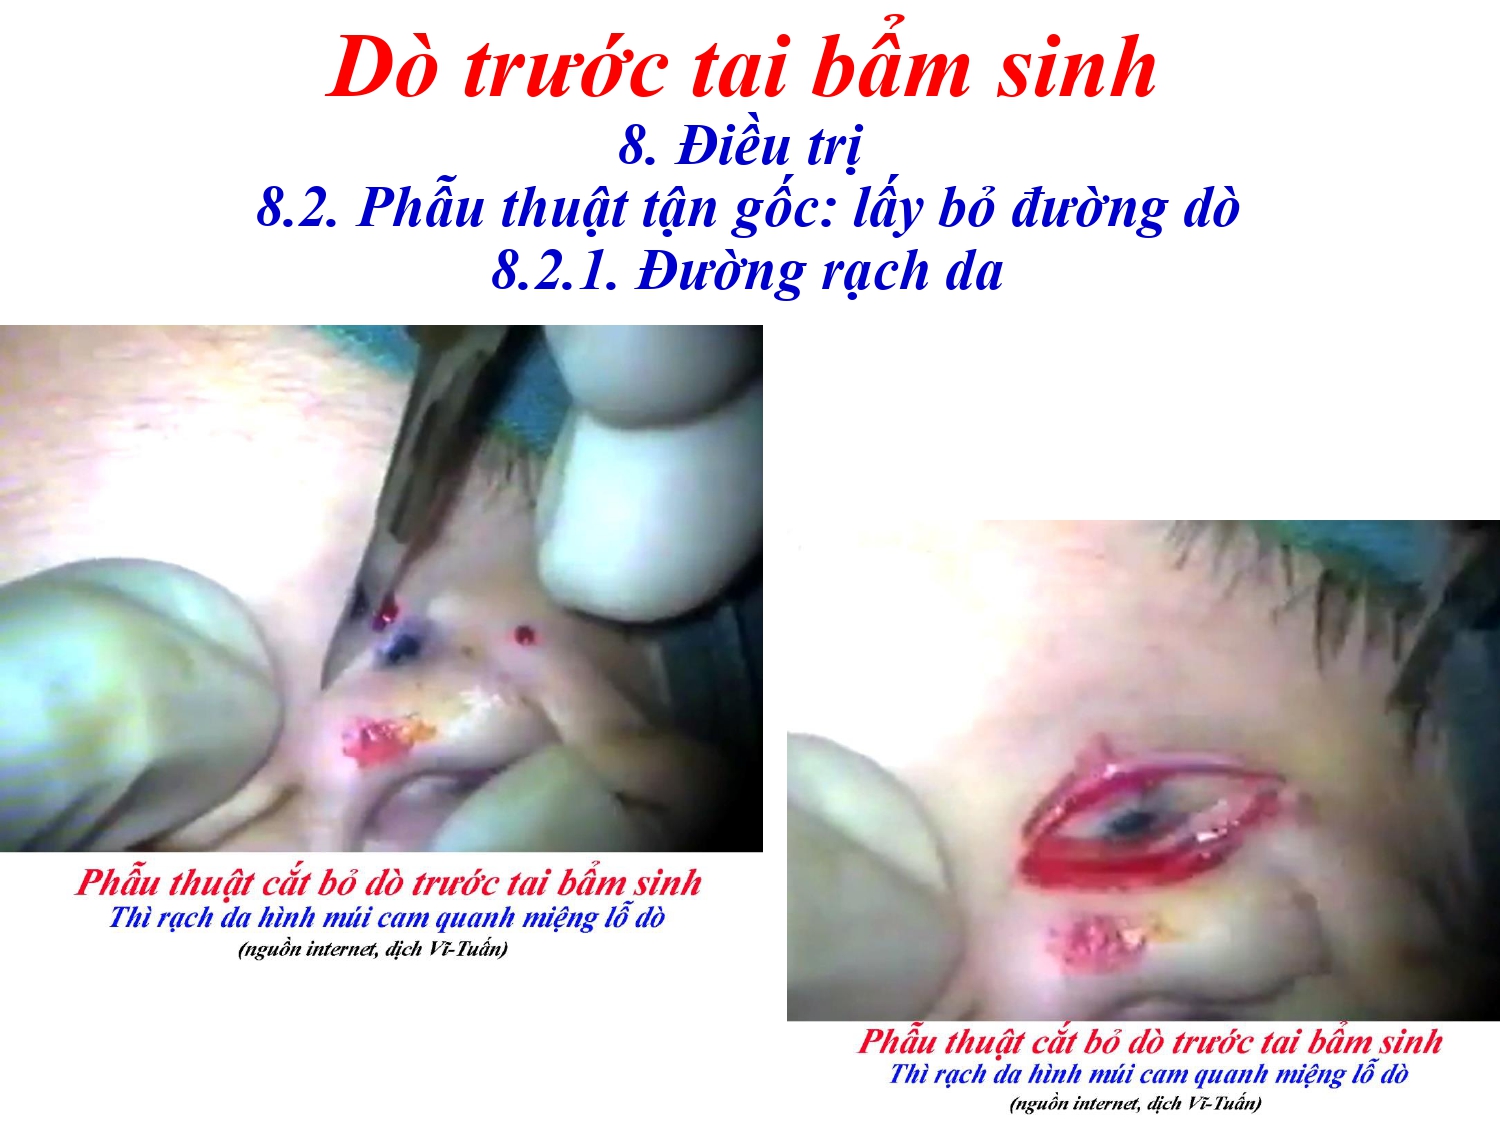 Dò trước tai bẩm sinh
8. Điều trị
8.2. Phẫu thuật tận gốc: lấy bỏ đường dò
8.2.1. Đường rạch da
Phẫu thuật cắt bỏ dò trước tai bẩm sinh
Thì rạch da hình múi cam quanh miệng lỗ dò
(nguồn internet, dịch Vĩ-Tuấn)
Phẫu thuật cắt bỏ dò trước tai bẩm sinh
Thì rạch da hình múi cam quanh miệng lỗ dò
(nguồn internet, dịch Vĩ-Tuấn)